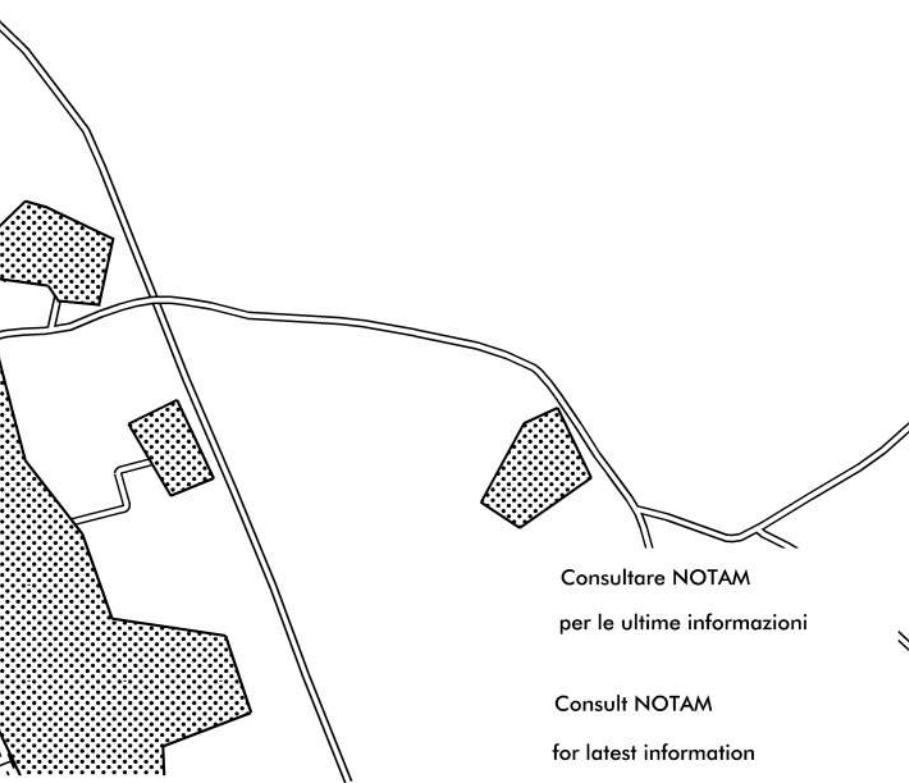 Consultare NOTAM
per le ultime informazioni
Consult NOTAM
for latest information